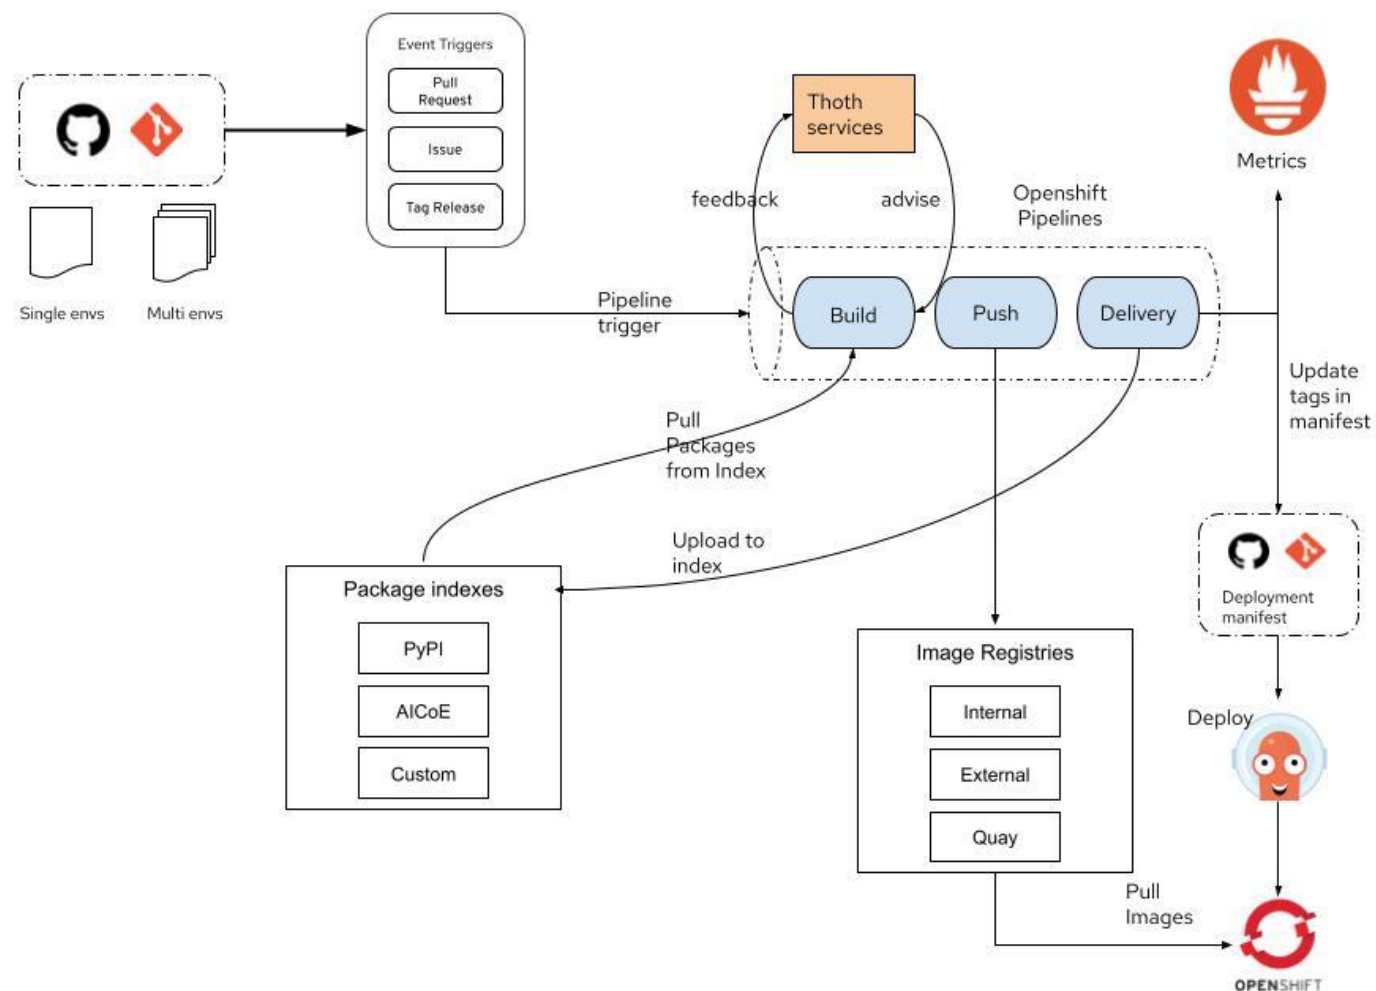 Event Triggers
Pull
Request
Issue
Tag Release
Single envs
Multi envs
Thoth
services
feedback
advise
Openshift
Pipelines
Metrics
Pipeline
trigger
Build
Push
Delivery
Update
tags in
manifest
Pull
Packages
from Index
Upload to
index
Package indexes
PyPI
AICoE
Custom
Image Registries
Internal
External
Quay
Deployment
manifest
Deploy
Pull
Images
OPENSHIFT